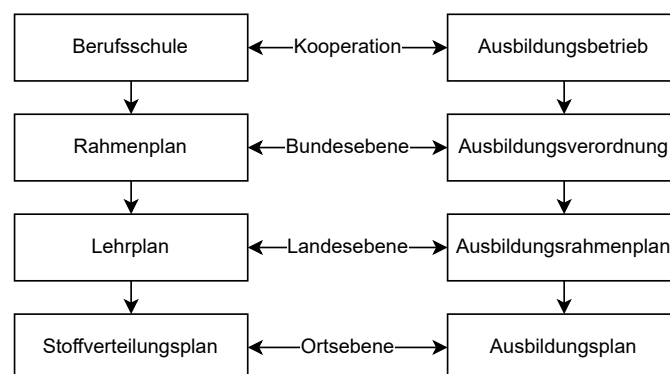 Berufsschule Kooperation Ausbildungsbetrieb
Rahmenplan Bundesebene Ausbildungsverordnung
Lehrplan Landesebene Ausbildungsrahmenplan
Stoffverteilungsplan Ortsebene Ausbildungsplan